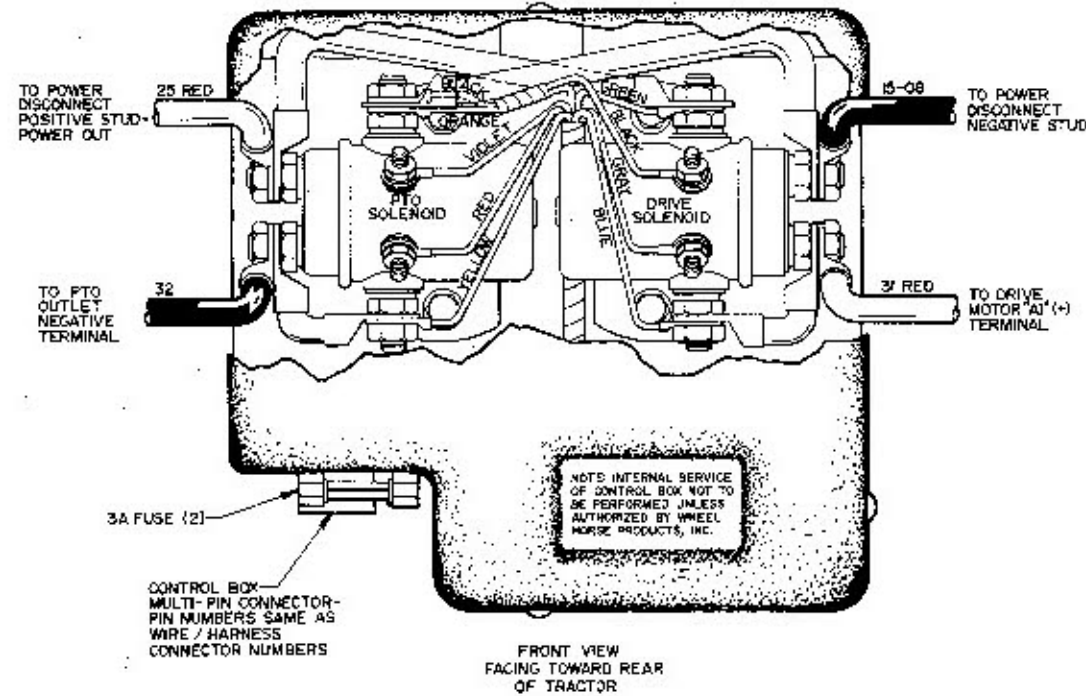 25 RED
TO POWER
DISCONNECT
POSITIVE STUD-
POWER OUT
BLACK
ORANGE
VIOLET
GREEN
BLACK
15-08
TO POWER
DISCONNECT
NEGATIVE STUD
PTO
SOLENOID
RED
YELLOW
GRAY
BLUE
DRIVE
SOLENOID
32
TO PTO
OUTLET
NEGATIVE
TERMINAL
31 RED
TO DRIVE
MOTOR "A1" (+)
TERMINAL
3A FUSE (2)
NOTE INTERNAL SERVICE
OF CONTROL BOX NOT TO
BE PERFORMED UNLESS
AUTHORIZED BY WHEEL
HORSE PRODUCTS, INC.
CONTROL BOX
MULTI-PIN CONNECTOR-
PIN NUMBERS SAME AS
WIRE / HARNESS
CONNECTOR NUMBERS
FRONT VIEW
FACING TOWARD REAR
OF TRACTOR